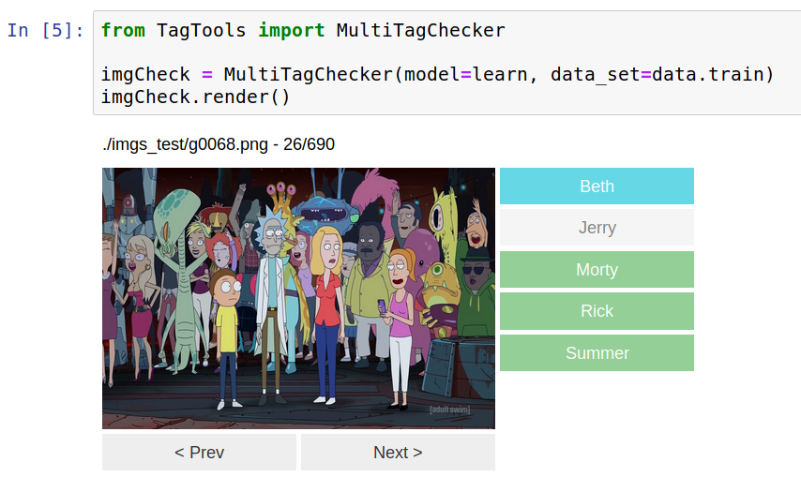 In [5]: from TagTools import MultiTagChecker
imgCheck = MultiTagChecker(model=learn, data_set=data.train)
imgCheck.render()
./imgs_test/g0068.png - 26/690
Beth
Jerry
Morty
Rick
Summer
[adult swim]
< Prev
Next >